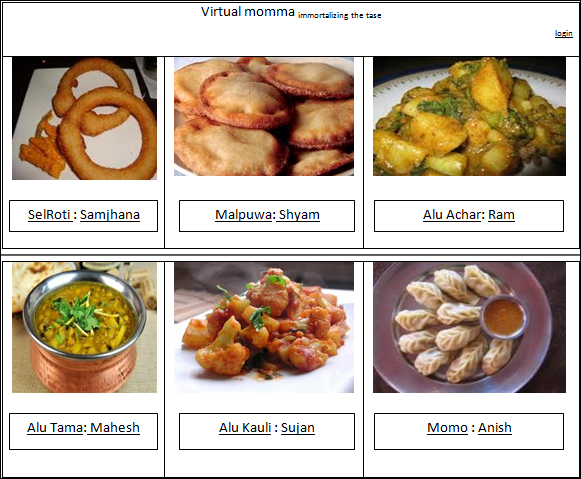 Virtual momma immortalizing the tase
login
SelRoti : Samjhana
Malpuwa: Shyam
Alu Achar: Ram
Alu Tama: Mahesh
Alu Kauli : Sujan
Momo : Anish